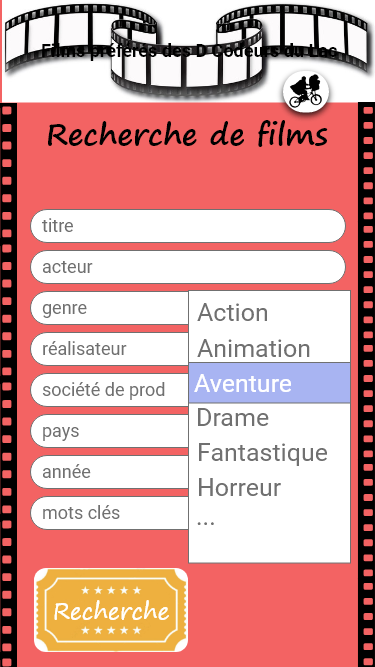 Films préférés des D Codeurs du Lac
Recherche de films
titre
acteur
genre
réalisateur
société de prod
pays
année
mots clés
Action
Animation
Aventure
Drame
Fantastique
Horreur
...
Recherche